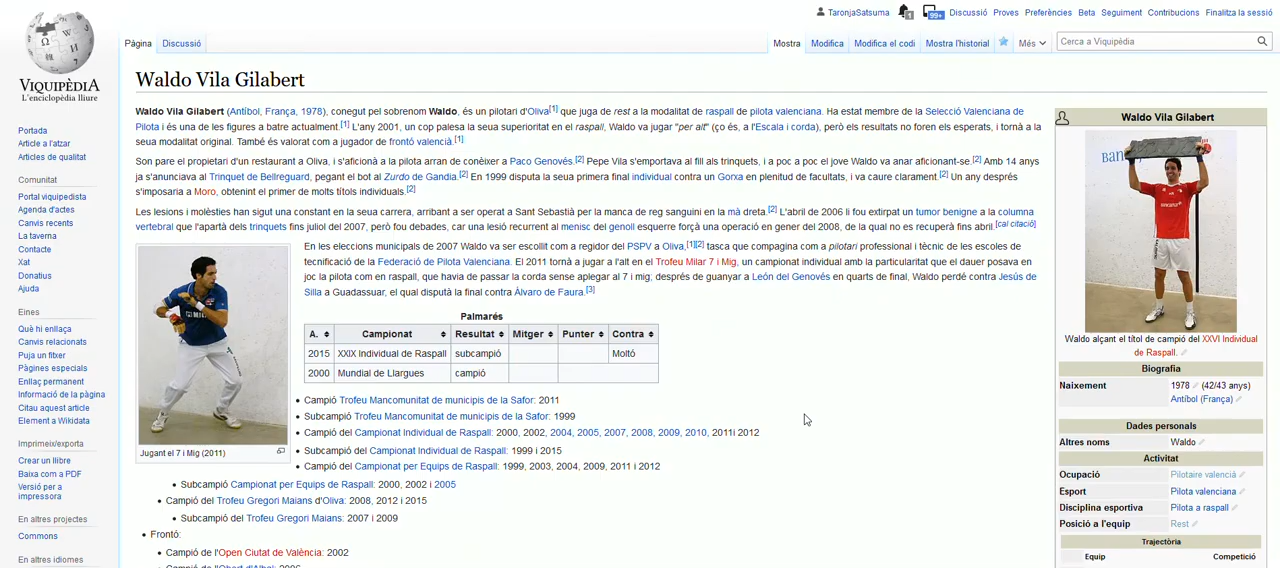 TaronjaSatsuma 1 99+ Discussió Proves Preferències Beta Seguiment Contribucions Finalitza la sessió
Pàgina Discussió Mostra Modifica Modifica el codi Mostra l'historial Més Cerca a Viquipèdia
VIQUIPÈDIA
L'enciclopèdia lliure
Portada
Article a l'atzar
Articles de qualitat
Comunitat
Portal viquipedista
Agenda d'actes
Canvis recents
La taverna
Contacte
Xat
Donatius
Ajuda
Eines
Què hi enllaça
Canvis relacionats
Puja un fitxer
Pàgines especials
Enllaç permanent
Informació de la pàgina
Citau aquest article
Element a Wikidata
Imprimeix/exporta
Crear un llibre
Baixa com a PDF
Versió per a
impressora
En altres projectes
Commons
En altres idiomes
Waldo Vila Gilabert
Waldo Vila Gilabert (Antíbol, França, 1978), conegut pel sobrenom Waldo, és un pilotari d'Oliva[1] que juga de rest a la modalitat de raspall de pilota valenciana. Ha estat membre de la Selecció Valenciana de
Pilota i és una de les figures a batre actualment.[1] L'any 2001, un cop palesa la seua superioritat en el raspall, Waldo va jugar "per alt" (ço és, a l'Escala i corda), però els resultats no foren els esperats, i tornà a la
seua modalitat original. També és valorat com a jugador de frontó valencià.[1]
Son pare el propietari d'un restaurant a Oliva, i s'aficionà a la pilota arran de conèixer a Paco Genovés.[2] Pepe Vila s'emportava al fill als trinquets, i a poc a poc el jove Waldo va anar aficionant-se.[2] Amb 14 anys
ja s'anunciava al Trinquet de Bellreguard, pegant el bot al Zurdo de Gandia.[2] En 1999 disputa la seua primera final individual contra un Gorxa en plenitud de facultats, i va caure clarament.[2] Un any després
s'imposaria a Moro, obtenint el primer de molts títols individuals.[2]
Les lesions i molèsties han sigut una constant en la seua carrera, arribant a ser operat a Sant Sebastià per la manca de reg sanguini en la mà dreta.[2] L'abril de 2006 li fou extirpat un tumor benigne a la columna
vertebral que l'apartà dels trinquets fins juliol del 2007, però fou debades, car una lesió recurrent al menisc del genoll esquerre forçà una operació en gener del 2008, de la qual no es recuperà fins abril.[cal citació]
En les eleccions municipals de 2007 Waldo va ser escollit com a regidor del PSPV a Oliva,[1][2] tasca que compagina com a pilotari professional i tècnic de les escoles de
tecnificació de la Federació de Pilota Valenciana. El 2011 tornà a jugar a l'alt en el Trofeu Milar 7 i Mig, un campionat individual amb la particularitat que el dauer posava en
joc la pilota com en raspall, que havia de passar la corda sense aplegar al 7 i mig; després de guanyar a León del Genovés en quarts de final, Waldo perdé contra Jesús de
Silla a Guadassuar, el qual disputà la final contra Álvaro de Faura.[3]
Jugant el 7 i Mig (2011)
Palmarés
A. Campionat Resultat Mitger Punter Contra
2015 XXIX Individual de Raspall subcampió Moltó
2000 Mundial de Llargues campió
• Campió Trofeu Mancomunitat de municipis de la Safor: 2011
• Subcampió Trofeu Mancomunitat de municipis de la Safor: 1999
• Campió del Campionat Individual de Raspall: 2000, 2002, 2004, 2005, 2007, 2008, 2009, 2010, 2011i 2012
• Subcampió del Campionat Individual de Raspall: 1999 i 2015
• Campió del Campionat per Equips de Raspall: 1999, 2003, 2004, 2009, 2011 i 2012
• Subcampió Campionat per Equips de Raspall: 2000, 2002 i 2005
• Campió del Trofeu Gregori Maians d'Oliva: 2008, 2012 i 2015
• Subcampió del Trofeu Gregori Maians: 2007 i 2009
• Frontó:
• Campió de l'Open Ciutat de València: 2002
Waldo Vila Gilabert
Waldo alçant el títol de campió del XXVI Individual
de Raspall.
Biografia
Naixement 1978 (42/43 anys)
Antíbol (França)
Dades personals
Altres noms Waldo
Activitat
Ocupació Pilotaire valencià
Esport Pilota valenciana
Disciplina esportiva Pilota a raspall
Posició a l'equip Rest
Trajectòria
Equip Competició